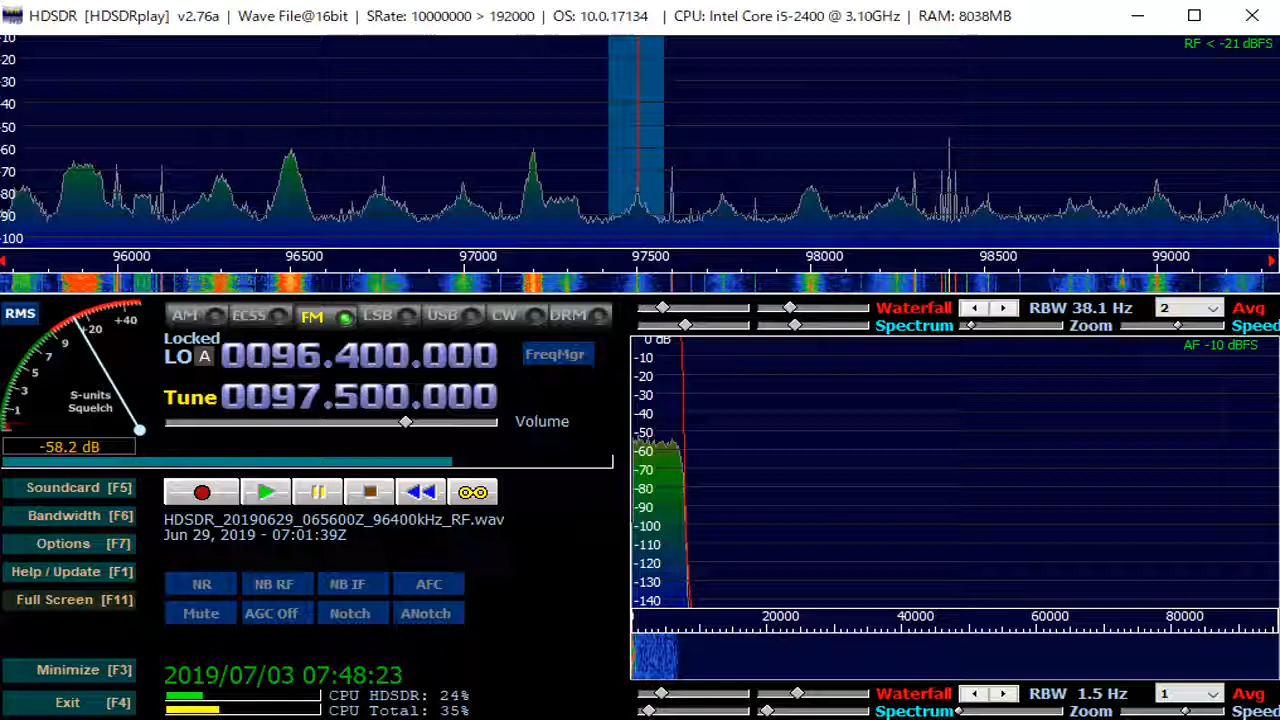 HDSDR [HDSDRplay] v2.76a | Wave File@16bit | SRate: 10000000 > 192000 | OS: 10.0.17134 | CPU: Intel Core i5-2400 @ 3.10GHz | RAM: 8038MB
RF < -21 dBFS
-10
-20
-30
-40
-50
-60
-70
-80
-90
-100
96000 96500 97000 97500 98000 98500 99000
RMS
1 3 5 7 9 +20 +40
S-units
Squelch
-58.2 dB
AM ECSS FM LSB USB CW DRM
Locked
LO A 0096.400.000 FreqMgr
Tune 0097.500.000
Volume
Waterfall RBW 38.1 Hz 2 Avg
Spectrum Zoom Speed
Soundcard [F5]
Bandwidth [F6]
Options [F7]
Help / Update [F1]
Full Screen [F11]
HDSDR_20190629_065600Z_96400kHz_RF.wav
Jun 29, 2019 - 07:01:39Z
NR NB RF NB IF AFC
Mute AGC Off Notch ANotch
Minimize [F3]
Exit [F4]
2019/07/03 07:48:23
CPU HDSDR: 24%
CPU Total: 35%
AF -10 dBFS
0 dB
-10
-20
-30
-40
-50
-60
-70
-80
-90
-100
-110
-120
-130
-140
20000 40000 60000 80000
Waterfall RBW 1.5 Hz 1 Avg
Spectrum Zoom Speed